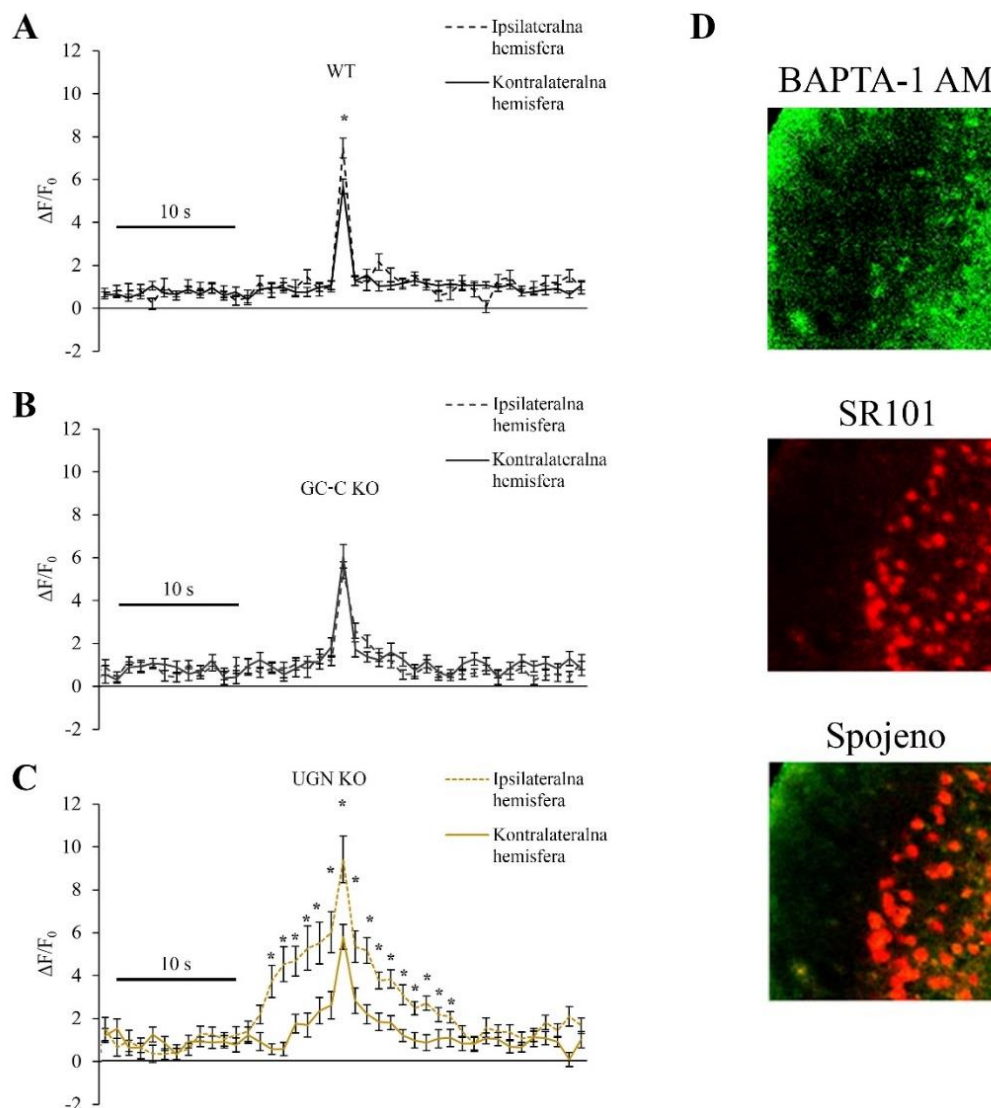 A
Ipsilateralna
hemisfera
Kontralateralna
hemisfera
WT
*
12
10
8
6
4
2
0
-2
ΔF/F0
10 s
B
Ipsilateralna
hemisfera
Kontralateralna
hemisfera
GC-C KO
12
10
8
6
4
2
0
-2
ΔF/F0
10 s
C
Ipsilateralna
hemisfera
Kontralateralna
hemisfera
UGN KO
*
* * * * * * * * * * * * * * *
12
10
8
6
4
2
0
-2
ΔF/F0
10 s
D
BAPTA-1 AM
SR101
Spojeno